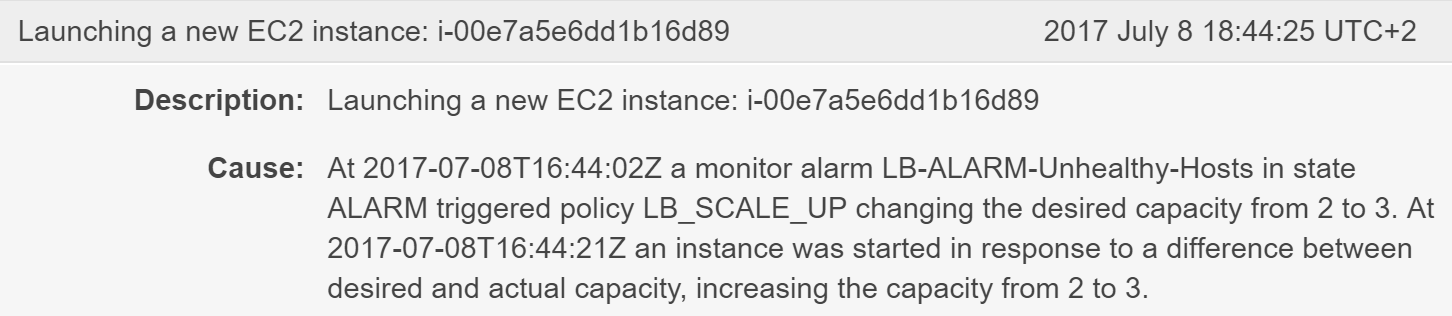 Launching a new EC2 instance: i-00e7a5e6dd1b16d89 2017 July 8 18:44:25 UTC+2
Description: Launching a new EC2 instance: i-00e7a5e6dd1b16d89
Cause: At 2017-07-08T16:44:02Z a monitor alarm LB-ALARM-Unhealthy-Hosts in state
ALARM triggered policy LB_SCALE_UP changing the desired capacity from 2 to 3. At
2017-07-08T16:44:21Z an instance was started in response to a difference between
desired and actual capacity, increasing the capacity from 2 to 3.